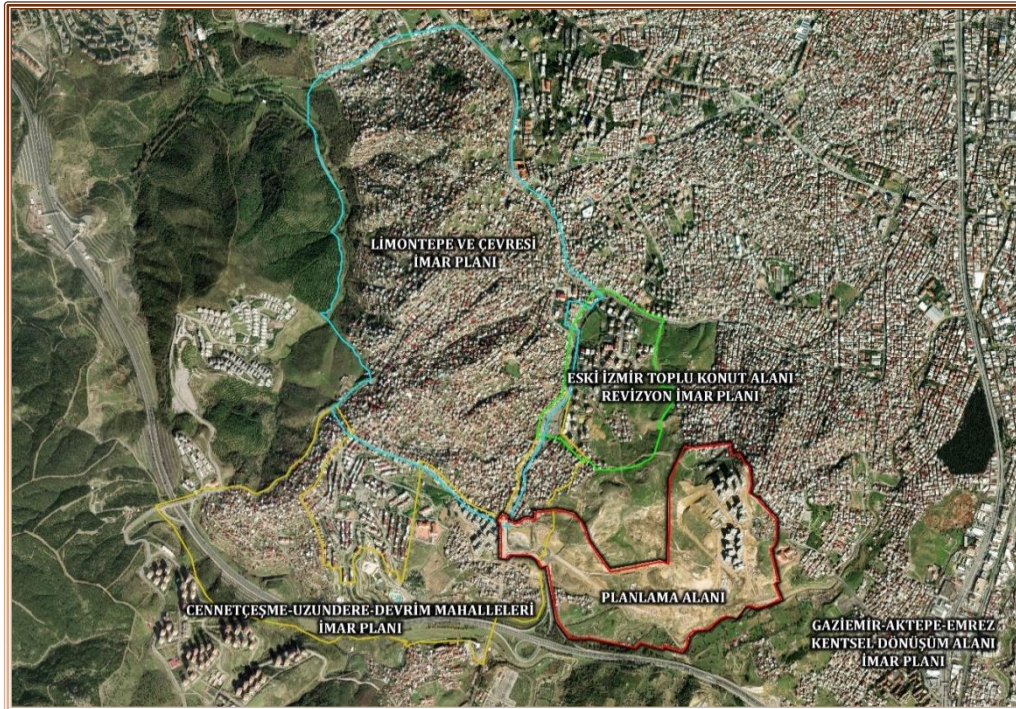 LİMONTEPE VE ÇEVRESİ
İMAR PLANI
ESKİ İZMİR TOPLU KONUT ALANI
REVİZYON İMAR PLANI
PLANLAMA ALANI
CENNETÇEŞME-UZUNDERE-DEVRİM MAHALLELERİ
İMAR PLANI
GAZİEMİR-AKTEPE-EMREZ
KENTSEL DÖNÜŞÜM ALANI
İMAR PLANI